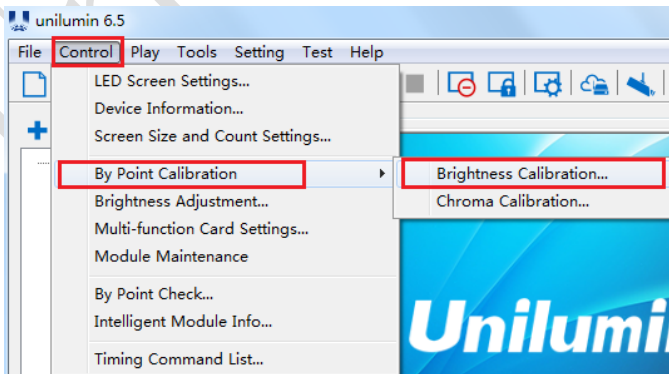 unilumin 6.5
File Control Play Tools Setting Test Help
LED Screen Settings...
Device Information...
Screen Size and Count Settings...
By Point Calibration
Brightness Calibration...
Brightness Adjustment...
Chroma Calibration...
Multi-function Card Settings...
Module Maintenance
By Point Check...
Intelligent Module Info...
Unilumi
Timing Command List...